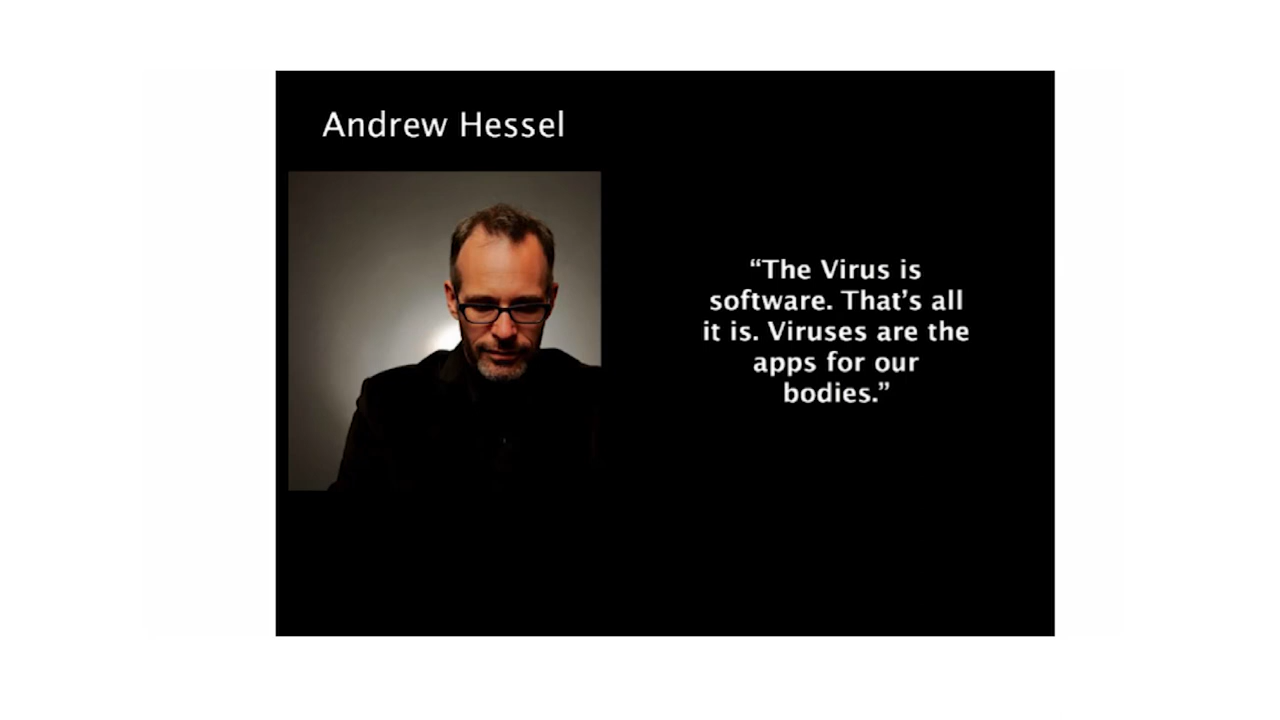 Andrew Hessel
“The Virus is
software. That’s all
it is. Viruses are the
apps for our
bodies.”